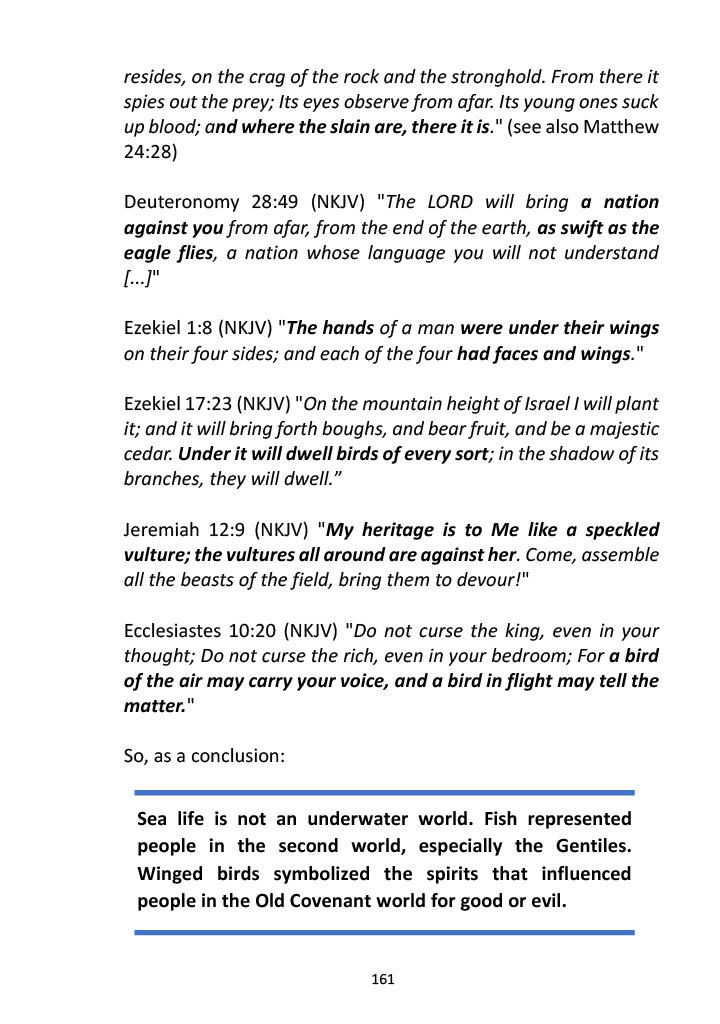 resides, on the crag of the rock and the stronghold. From there it
spies out the prey; Its eyes observe from afar. Its young ones suck
up blood; and where the slain are, there it is." (see also Matthew
24:28)
Deuteronomy 28:49 (NKJV) "The LORD will bring a nation
against you from afar, from the end of the earth, as swift as the
eagle flies, a nation whose language you will not understand
[...]"
Ezekiel 1:8 (NKJV) "The hands of a man were under their wings
on their four sides; and each of the four had faces and wings."
Ezekiel 17:23 (NKJV) "On the mountain height of Israel I will plant
it; and it will bring forth boughs, and bear fruit, and be a majestic
cedar. Under it will dwell birds of every sort; in the shadow of its
branches, they will dwell.”
Jeremiah 12:9 (NKJV) "My heritage is to Me like a speckled
vulture; the vultures all around are against her. Come, assemble
all the beasts of the field, bring them to devour!"
Ecclesiastes 10:20 (NKJV) "Do not curse the king, even in your
thought; Do not curse the rich, even in your bedroom; For a bird
of the air may carry your voice, and a bird in flight may tell the
matter."
So, as a conclusion:
Sea life is not an underwater world. Fish represented
people in the second world, especially the Gentiles.
Winged birds symbolized the spirits that influenced
people in the Old Covenant world for good or evil.
161